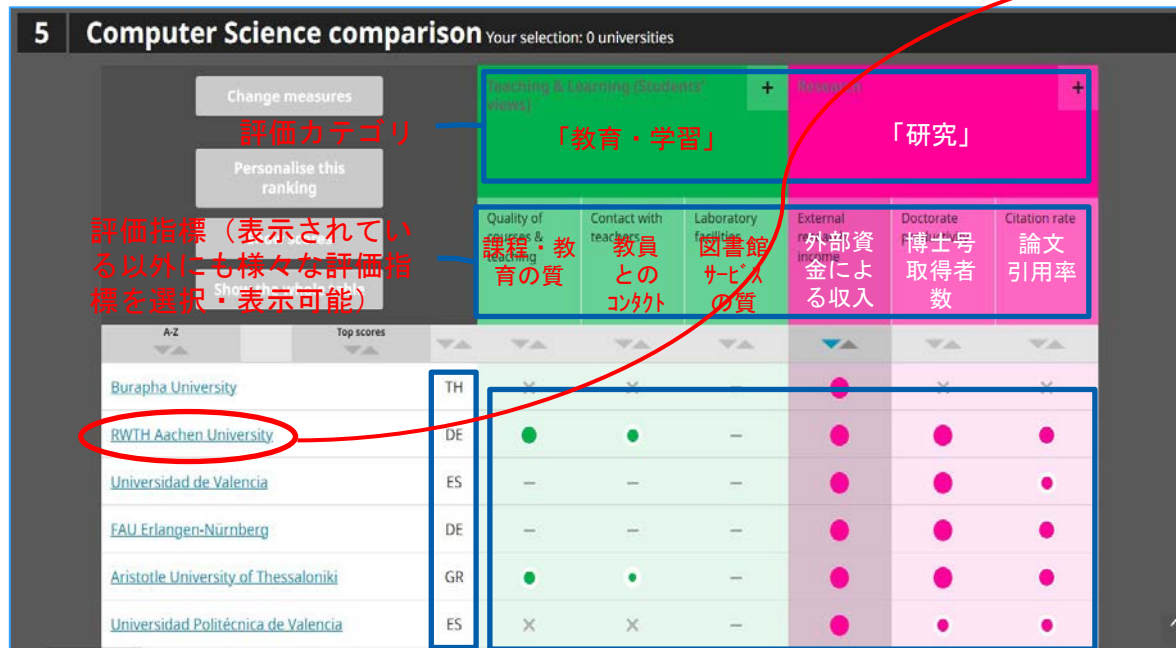 5 Computer Science comparison Your selection: 0 universities
Change measures
Teaching & Learning (Students' views) +
Research +
評価カテゴリ
「教育・学習」
「研究」
Personalise this
ranking
評価指標（表示されてい
る以外にも様々な評価指
標を選択・表示可能）
Show the whole table
Quality of courses & teaching
Contact with teachers
Laboratory facilities
External research income
Doctorate productivity
Citation rate
課程・教
育の質
教員
との
ｺﾝﾀｸﾄ
図書館
ｻｰﾋﾞｽ
の質
外部資
金によ
る収入
博士号
取得者
数
論文
引用率
A-Z Top scores
Burapha University TH × × – ×  ×
RWTH Aachen University DE –
Universidad de Valencia ES – – –
FAU Erlangen-Nürnberg DE – – –
Aristotle University of Thessaloniki GR –
Universidad Politécnica de Valencia ES × × –